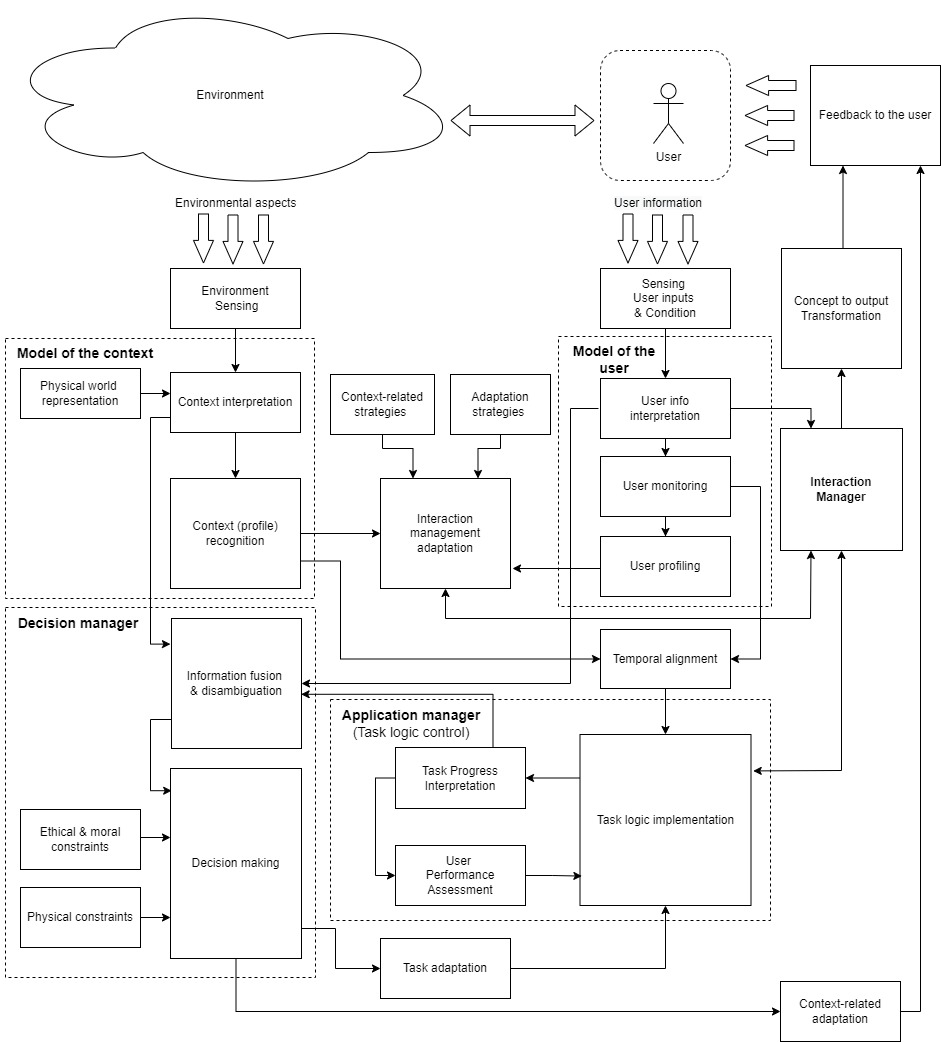 Environment
User
Feedback to the user
Environmental aspects
User information
Environment
Sensing
Sensing
User inputs
& Condition
Concept to output
Transformation
Model of the context
Physical world
representation
Context interpretation
Context (profile)
recognition
Context-related
strategies
Adaptation
strategies
Interaction
management
adaptation
Model of the
user
User info
interpretation
User monitoring
User profiling
Interaction
Manager
Decision manager
Information fusion
& disambiguation
Temporal alignment
Application manager
(Task logic control)
Task Progress
Interpretation
Task logic implementation
User
Performance
Assessment
Ethical & moral
constraints
Decision making
Physical constraints
Task adaptation
Context-related
adaptation